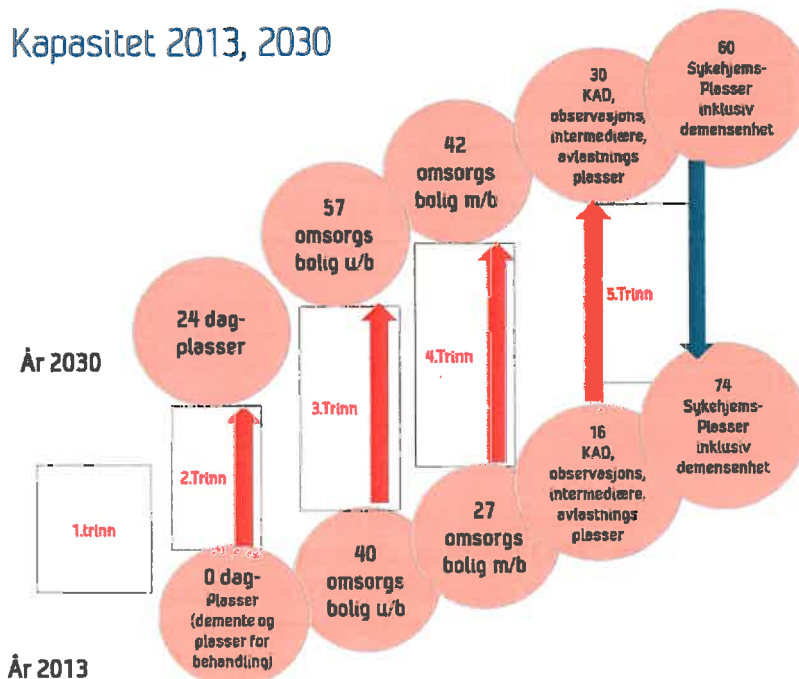 Kapasitet 2013, 2030
60
Sykehjems-
Plasser
inklusiv
demensenhet
30
KAD,
observasjons,
intermediære,
avlastnings
plasser
42
omsorgs
bolig m/b
57
omsorgs
bolig u/b
24 dag-
plasser
År 2030
1.trinn
2.Trinn
3.Trinn
4.Trinn
5.Trinn
74
Sykehjems-
Plasser
inklusiv
demensenhet
16
KAD,
observasjons,
intermediære,
avlastnings
plasser
27
omsorgs
bolig m/b
40
omsorgs
bolig u/b
0 dag-
Plasser
(demente og
plasser for
behandling)
År 2013